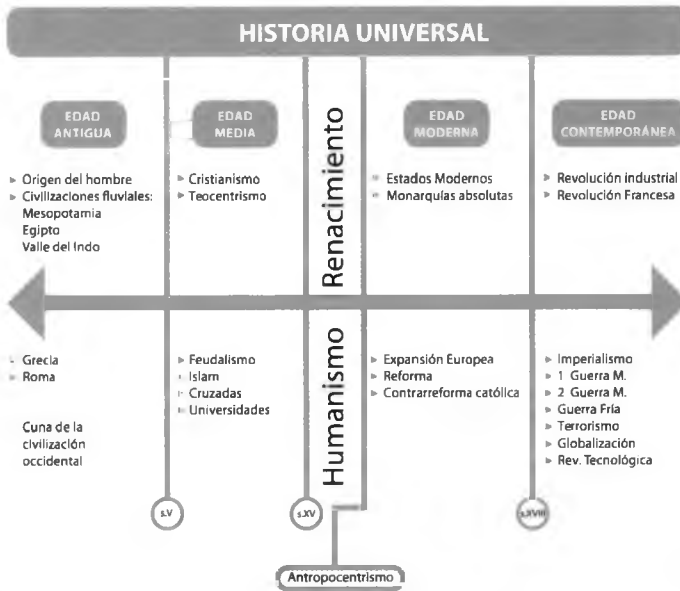 HISTORIA UNIVERSAL
EDAD
ANTIGUA
Origen del hombre
Civilizaciones fluviales:
Mesopotamia
Egipto
Valle del Indo
Grecia
Roma
Cuna de la
civilización
occidental
s.V
EDAD
MEDIA
Cristianismo
Teocentrismo
Feudalismo
Islam
Cruzadas
Universidades
s.XV
Renacimiento
Humanismo
Antropocentrismo
EDAD
MODERNA
Estados Modernos
Monarquías absolutas
Expansión Europea
Reforma
Contrarreforma católica
s.XVIII
EDAD
CONTEMPORÁNEA
Revolución industrial
Revolución Francesa
Imperialismo
1 Guerra M.
2 Guerra M.
Guerra Fría
Terrorismo
Globalización
Rev. Tecnológica